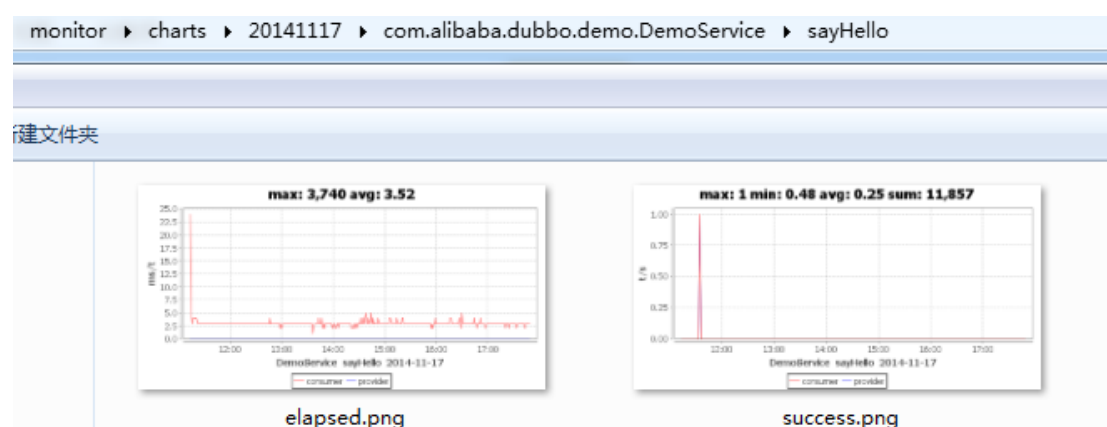 monitor ▸ charts ▸ 20141117 ▸ com.alibaba.dubbo.demo.DemoService ▸ sayHello
新建文件夹
max: 3,740 avg: 3.52
25.0
22.5
20.0
17.5
15.0
12.5
10.0
7.5
5.0
2.5
0.0
ms/t
12:00 13:00 14:00 15:00 16:00 17:00
DemoService sayHello 2014-11-17
consumer provider
elapsed.png
max: 1 min: 0.48 avg: 0.25 sum: 11,857
1.00
0.75
0.50
0.25
0.00
t/s
12:00 13:00 14:00 15:00 16:00 17:00
DemoService sayHello 2014-11-17
consumer provider
success.png